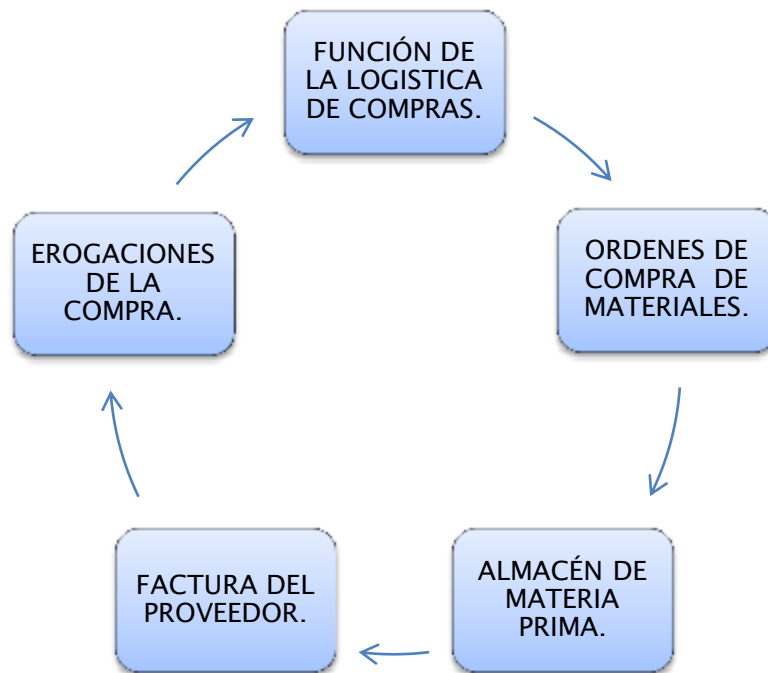 FUNCIÓN DE
LA LOGISTICA
DE COMPRAS.
ORDENES DE
COMPRA DE
MATERIALES.
ALMACÉN DE
MATERIA
PRIMA.
FACTURA DEL
PROVEEDOR.
EROGACIONES
DE LA
COMPRA.